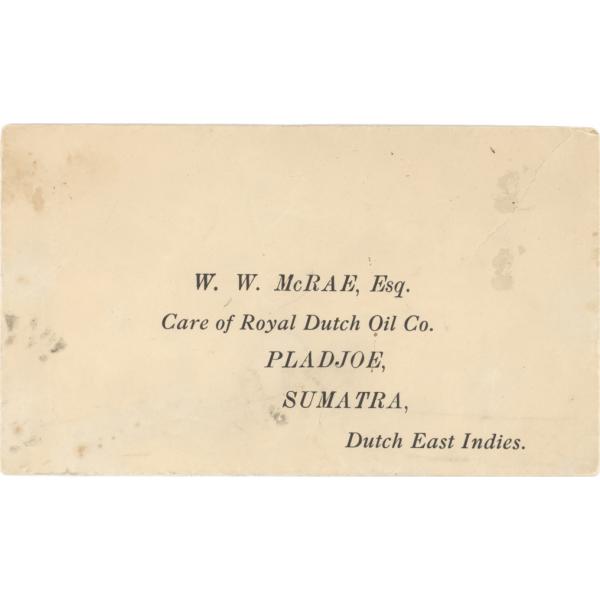 W. W. McRAE, Esq.
Care of Royal Dutch Oil Co.
PLADJOE,
SUMATRA,
Dutch East Indies.